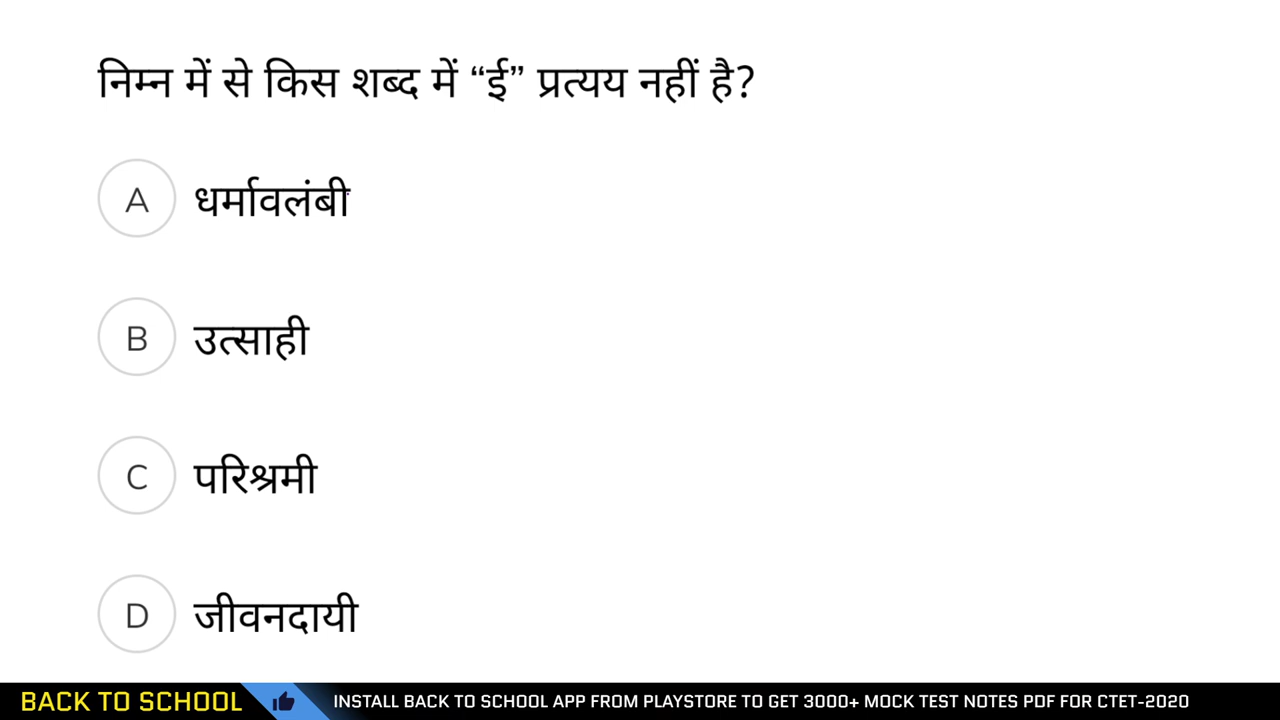 निम्न में से किस शब्द में “ई” प्रत्यय नहीं है?
A धर्मावलंबी
B उत्साही
C परिश्रमी
D जीवनदायी
BACK TO SCHOOL INSTALL BACK TO SCHOOL APP FROM PLAYSTORE TO GET 3000+ MOCK TEST NOTES PDF FOR CTET-2020